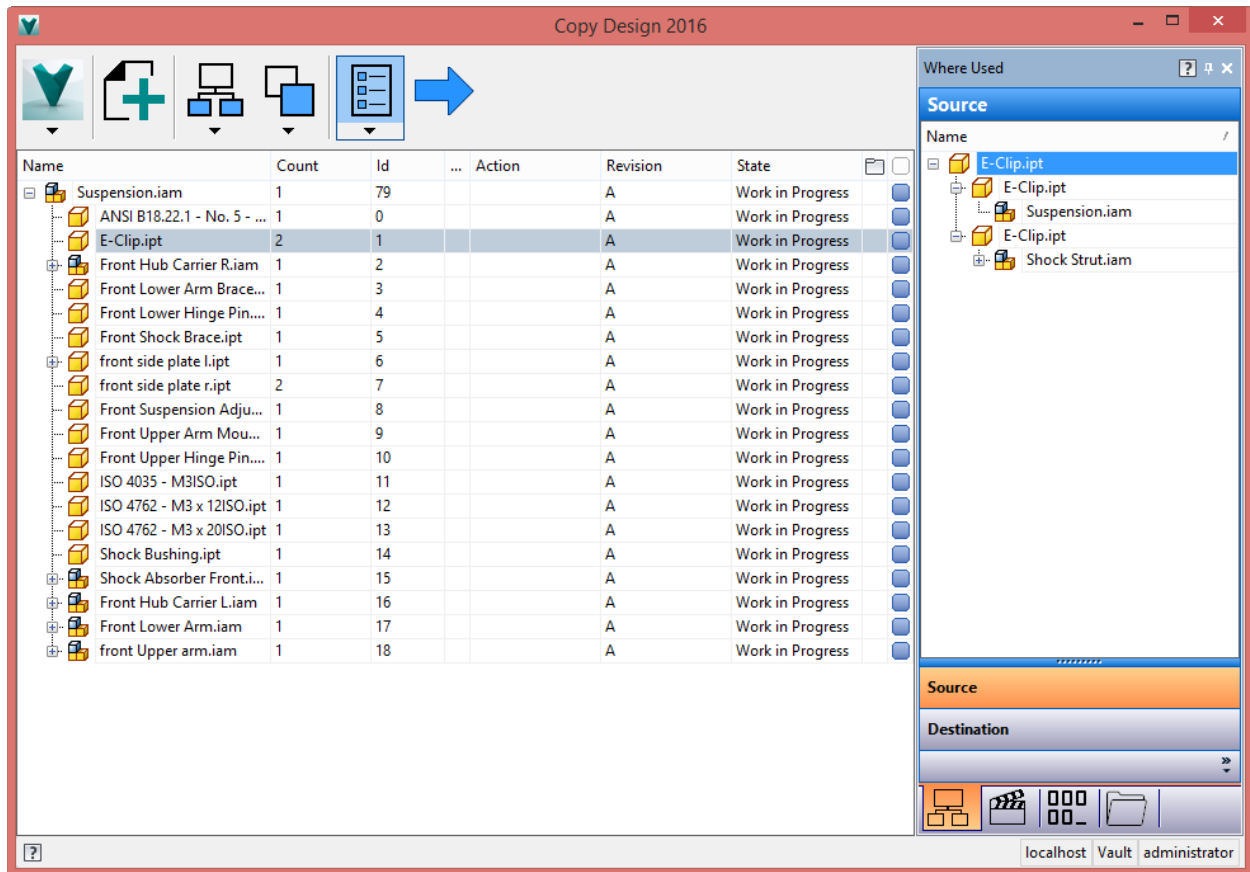 Copy Design 2016
Where Used
Source
Name
E-Clip.ipt
E-Clip.ipt
Suspension.iam
E-Clip.ipt
Shock Strut.iam
Source
Destination
Name Count Id ... Action Revision State
Suspension.iam 1 79 A Work in Progress
ANSI B18.22.1 - No. 5 - ... 1 0 A Work in Progress
E-Clip.ipt 2 1 A Work in Progress
Front Hub Carrier R.iam 1 2 A Work in Progress
Front Lower Arm Brace... 1 3 A Work in Progress
Front Lower Hinge Pin.... 1 4 A Work in Progress
Front Shock Brace.ipt 1 5 A Work in Progress
front side plate l.ipt 1 6 A Work in Progress
front side plate r.ipt 2 7 A Work in Progress
Front Suspension Adju... 1 8 A Work in Progress
Front Upper Arm Mou... 1 9 A Work in Progress
Front Upper Hinge Pin.... 1 10 A Work in Progress
ISO 4035 - M3ISO.ipt 1 11 A Work in Progress
ISO 4762 - M3 x 12ISO.ipt 1 12 A Work in Progress
ISO 4762 - M3 x 20ISO.ipt 1 13 A Work in Progress
Shock Bushing.ipt 1 14 A Work in Progress
Shock Absorber Front.i... 1 15 A Work in Progress
Front Hub Carrier L.iam 1 16 A Work in Progress
Front Lower Arm.iam 1 17 A Work in Progress
front Upper arm.iam 1 18 A Work in Progress
localhost Vault administrator